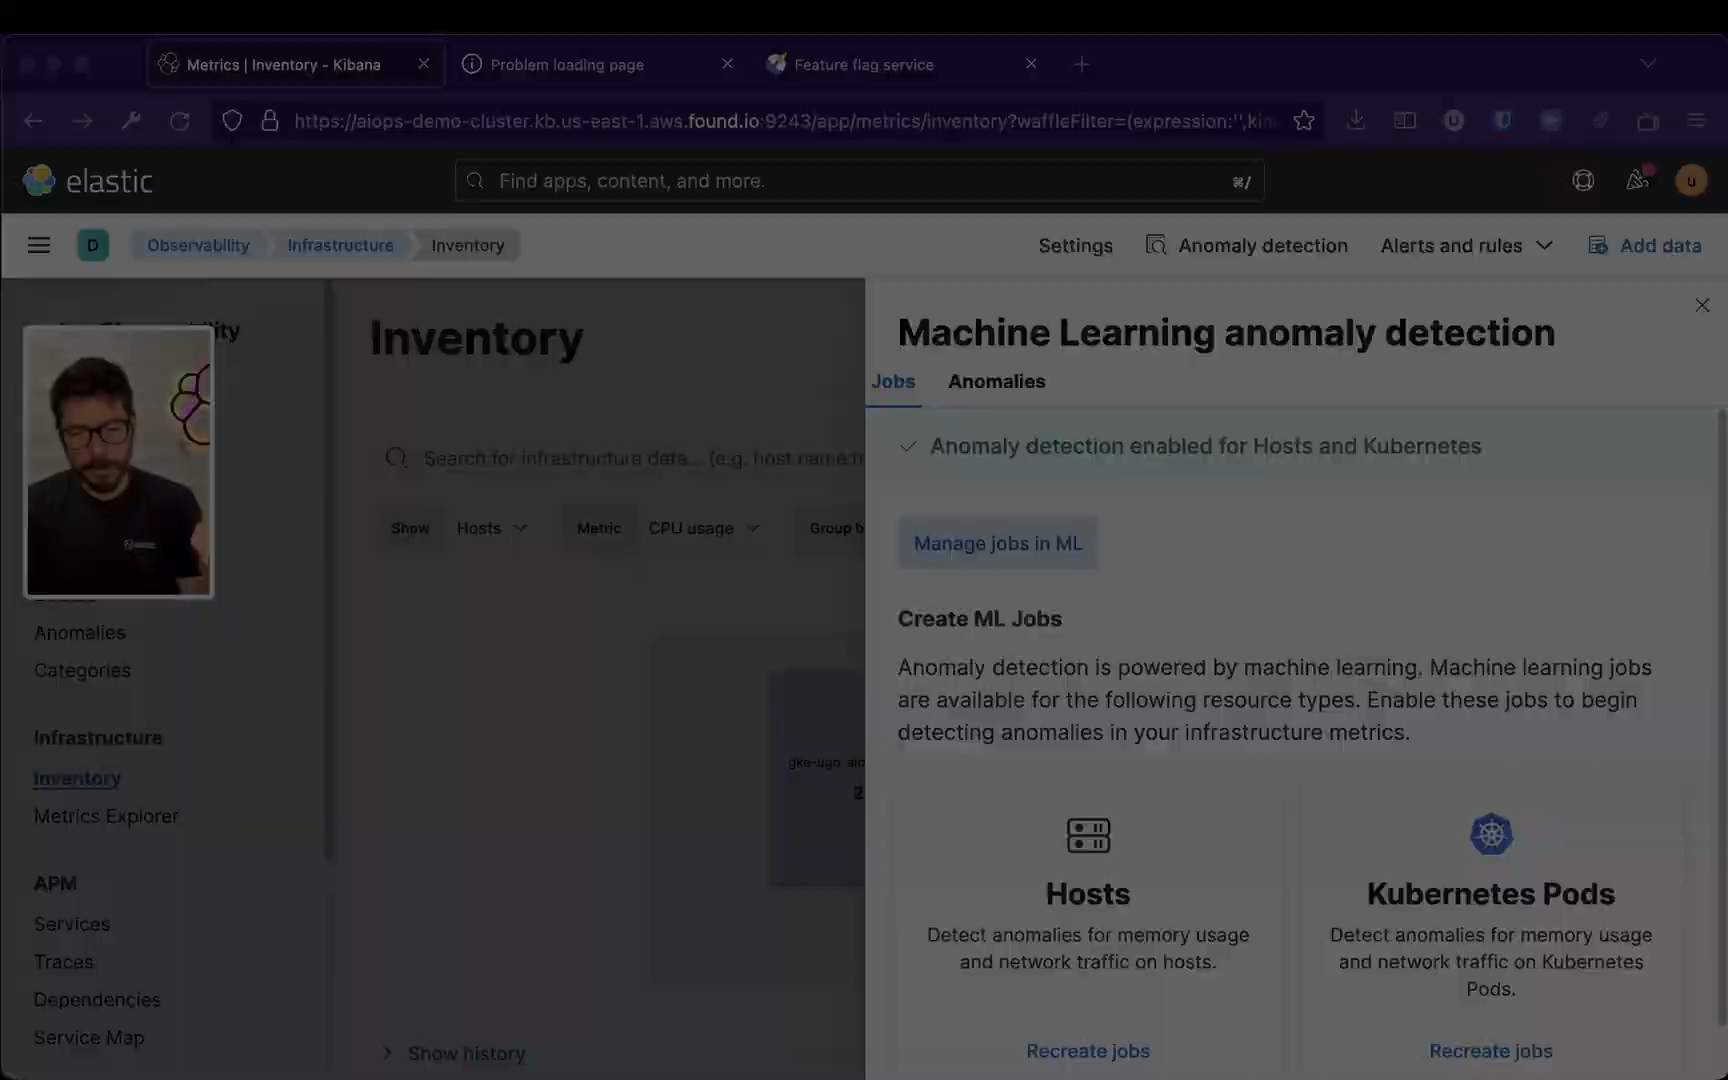 Metrics | Inventory - Kibana
Problem loading page
Feature flag service
https://aiops-demo-cluster.kb.us-east-1.aws.found.io:9243/app/metrics/inventory?waffleFilter=(expression:'',kin
elastic
Find apps, content, and more.
⌘/
u
D
Observability
Infrastructure
Inventory
Settings
Anomaly detection
Alerts and rules
Add data
ity
Inventory
Search for infrastructure data... (e.g. host.name:h
Show
Hosts
Metric
CPU usage
Group b
Anomalies
Categories
Infrastructure
Inventory
Metrics Explorer
APM
Services
Traces
Dependencies
Service Map
gke-ugo-aio
2
Show history
Machine Learning anomaly detection
Jobs
Anomalies
Anomaly detection enabled for Hosts and Kubernetes
Manage jobs in ML
Create ML Jobs
Anomaly detection is powered by machine learning. Machine learning jobs
are available for the following resource types. Enable these jobs to begin
detecting anomalies in your infrastructure metrics.
Hosts
Detect anomalies for memory usage
and network traffic on hosts.
Recreate jobs
Kubernetes Pods
Detect anomalies for memory usage
and network traffic on Kubernetes
Pods.
Recreate jobs